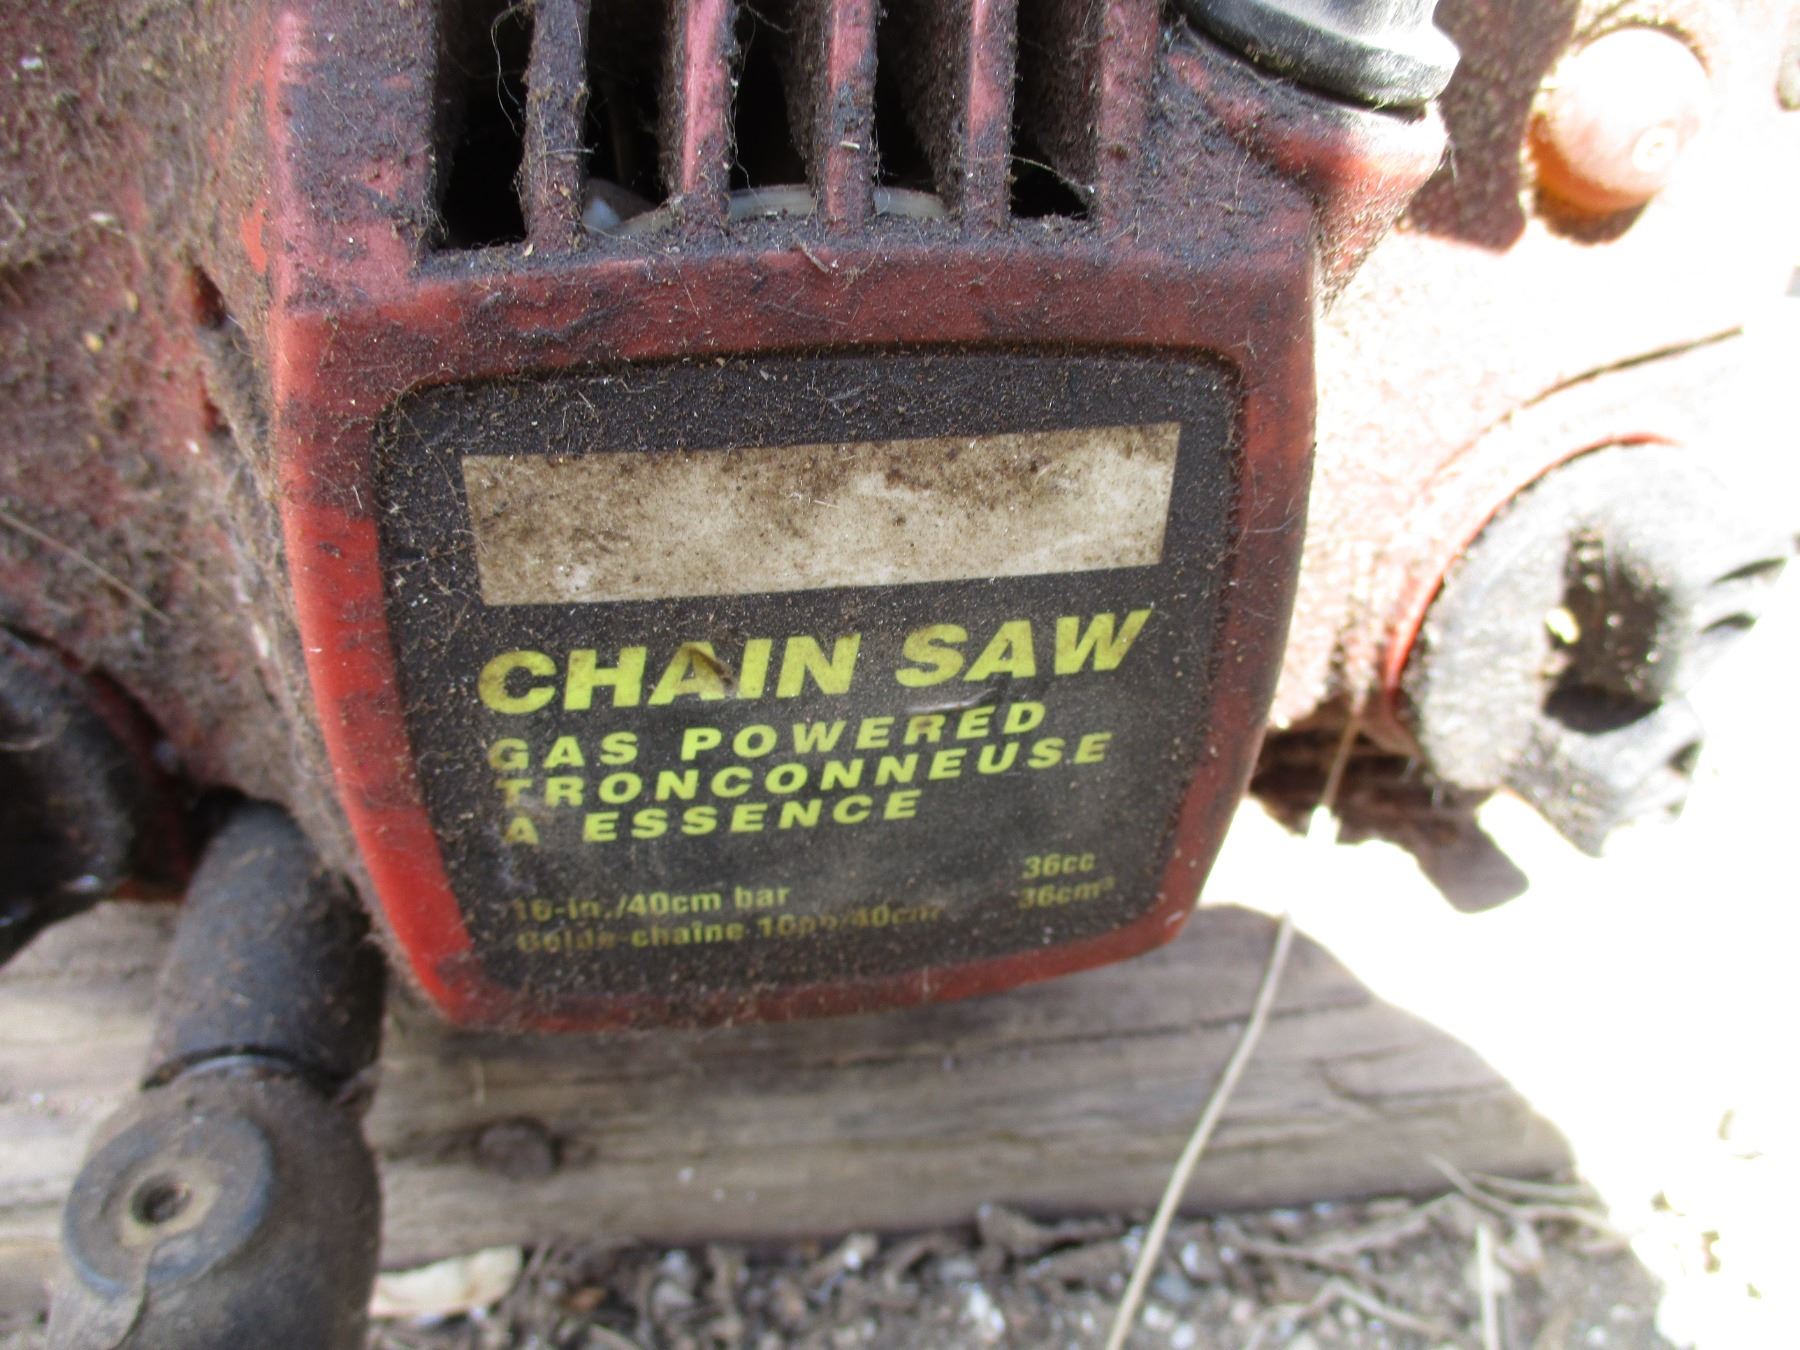 CHAIN SAW
GAS POWERED
TRONCONNEUSE
A ESSENCE
16-in./40cm bar
36cc
36cm³